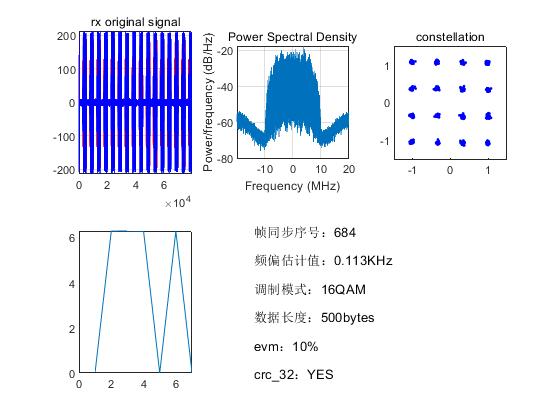 rx original signal
200
100
0
-100
-200
0 2 4 6 8
×10^4
Power Spectral Density
Power/frequency (dB/Hz)
-20
-40
-60
-80
-10 0 10 20
Frequency (MHz)
constellation
1
0
-1
-1 0 1
6
4
2
0
0 2 4 6
帧同步序号：684
频偏估计值：0.113KHz
调制模式：16QAM
数据长度：500bytes
evm：10%
crc_32：YES